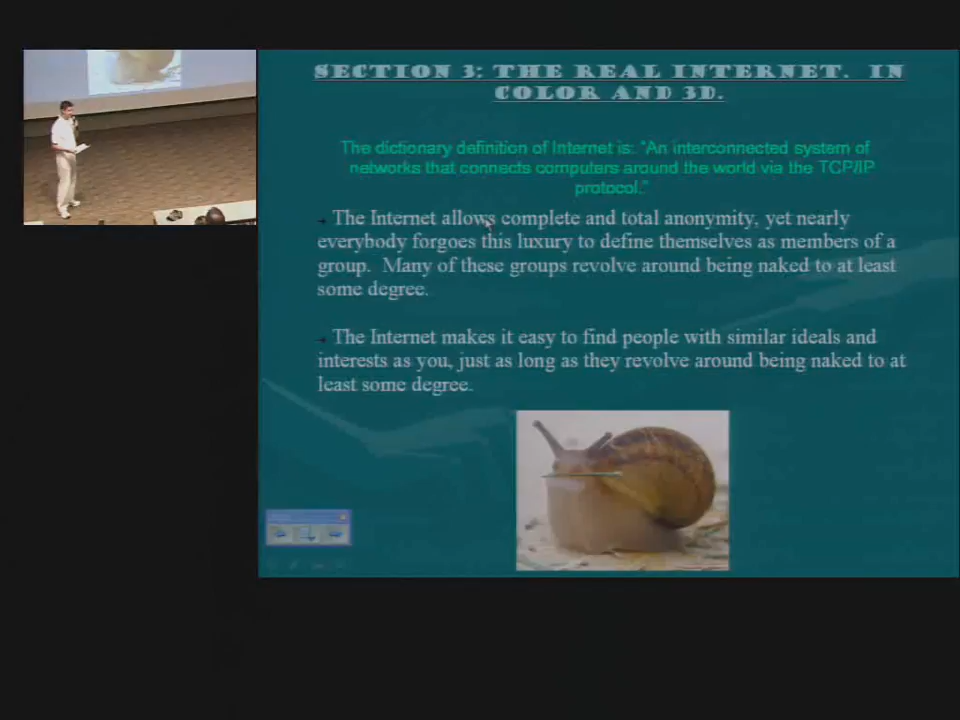 SECTION 3: THE REAL INTERNET. IN
COLOR AND 3D.
The dictionary definition of Internet is: "An interconnected system of
networks that connects computers around the world via the TCP/IP
protocol."
The Internet allows complete and total anonymity, yet nearly
everybody forgoes this luxury to define themselves as members of a
group. Many of these groups revolve around being naked to at least
some degree.
The Internet makes it easy to find people with similar ideals and
interests as you, just as long as they revolve around being naked to at
least some degree.